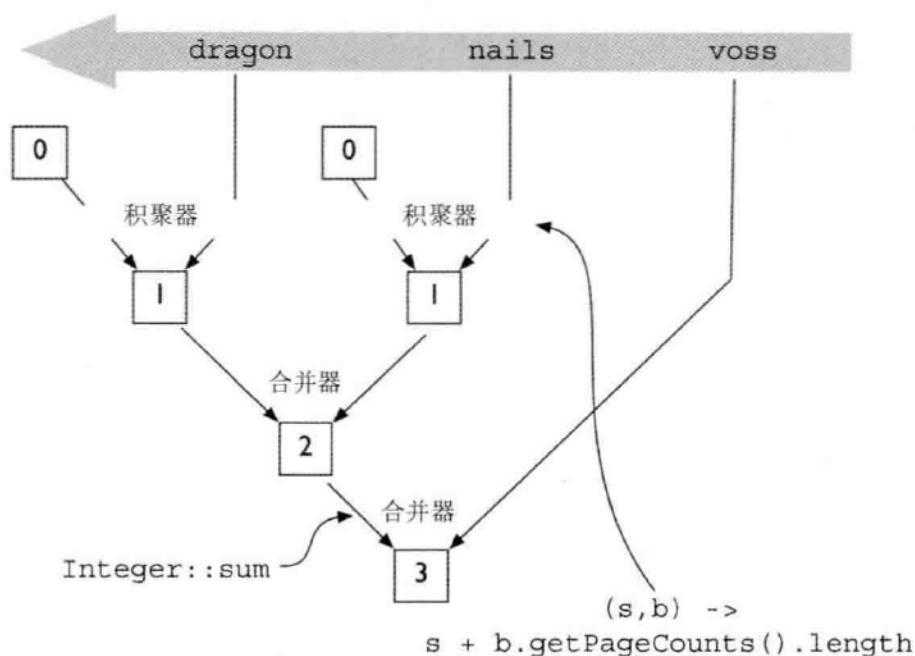 dragon nails voss
0 0
积聚器 积聚器
1 1
合并器
2
合并器
Integer::sum
3
(s,b) ->
s + b.getPageCounts().length